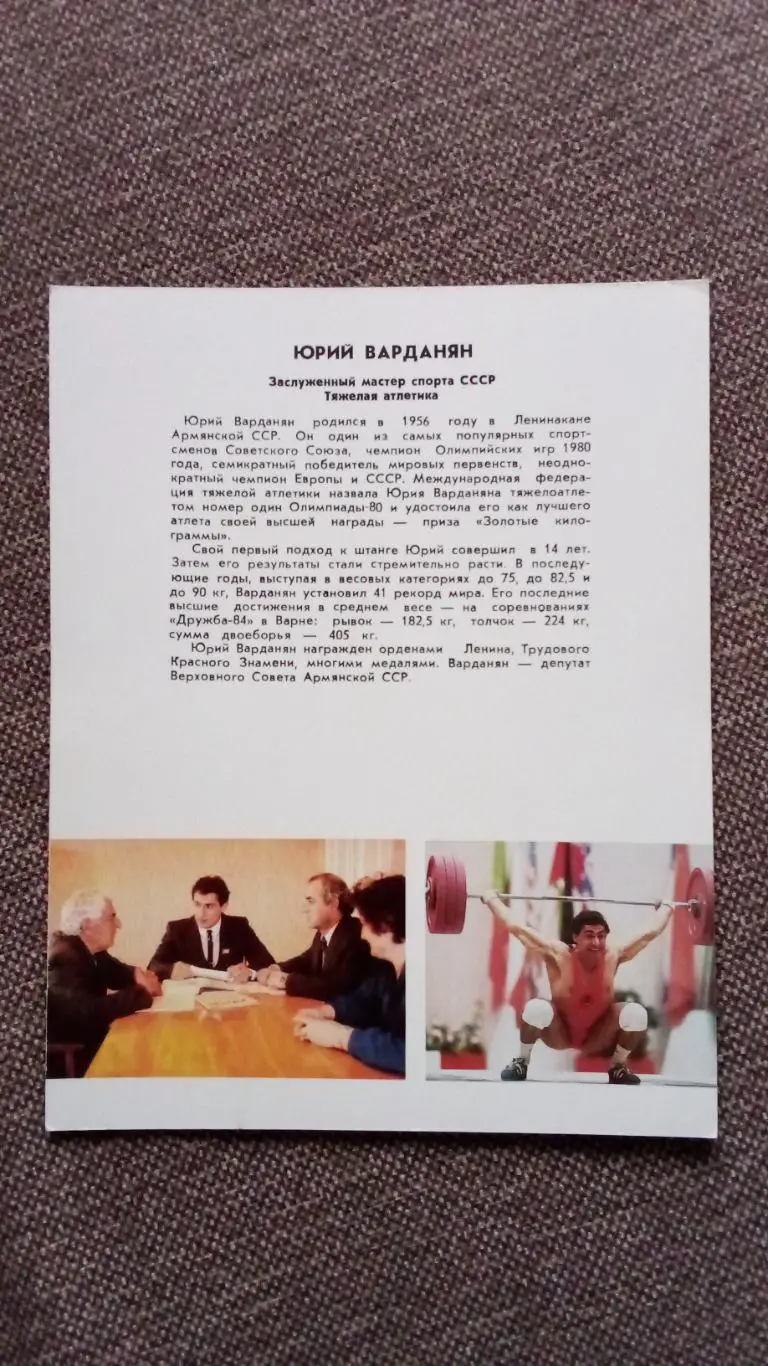 ЮРИЙ ВАРДАНЯН
Заслуженный мастер спорта СССР
Тяжелая атлетика
Юрий Варданян родился в 1956 году в Ленинакане
Армянской ССР. Он один из самых популярных спорт-
сменов Советского Союза, чемпион Олимпийских игр 1980
года, семикратный победитель мировых первенств, неодно-
кратный чемпион Европы и СССР. Международная федера-
ция тяжелой атлетики назвала Юрия Варданяна тяжелоатле-
том номер один Олимпиады-80 и удостоила его как лучшего
атлета своей высшей награды — приза «Золотые кило-
граммы».
Свой первый подход к штанге Юрий совершил в 14 лет.
Затем его результаты стали стремительно расти. В последу-
ющие годы, выступая в весовых категориях до 75, до 82,5 и
до 90 кг, Варданян установил 41 рекорд мира. Его последние
высшие достижения в среднем весе — на соревнованиях
«Дружба-84» в Варне: рывок — 182,5 кг, толчок — 224 кг,
сумма двоеборья — 405 кг.
Юрий Варданян награжден орденами Ленина, Трудового
Красного Знамени, многими медалями. Варданян — депутат
Верховного Совета Армянской ССР.